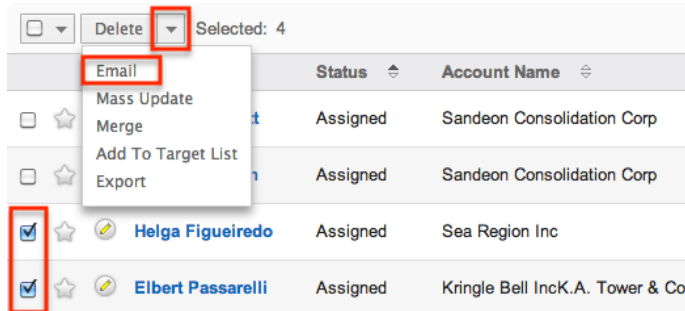 Delete Selected: 4
Email
Status Account Name
Mass Update
Merge
tt Assigned Sandeon Consolidation Corp
Add To Target List
Export
n Assigned Sandeon Consolidation Corp
Helga Figueiredo Assigned Sea Region Inc
Elbert Passarelli Assigned Kringle Bell IncK.A. Tower & Co